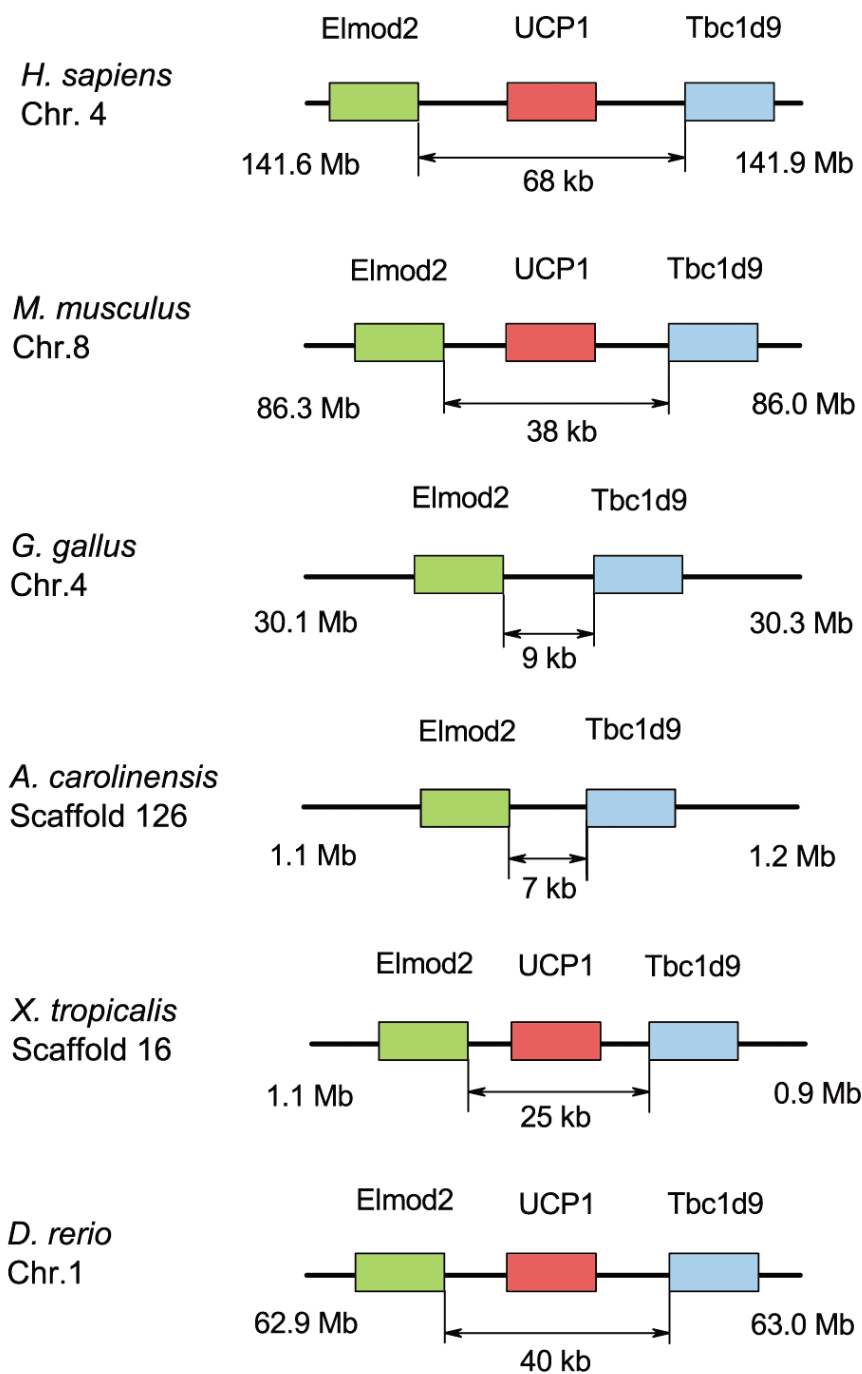 Elmod2 UCP1 Tbc1d9
H. sapiens
Chr. 4
141.6 Mb 68 kb 141.9 Mb
Elmod2 UCP1 Tbc1d9
M. musculus
Chr.8
86.3 Mb 38 kb 86.0 Mb
Elmod2 Tbc1d9
G. gallus
Chr.4
30.1 Mb 9 kb 30.3 Mb
Elmod2 Tbc1d9
A. carolinensis
Scaffold 126
1.1 Mb 7 kb 1.2 Mb
Elmod2 UCP1 Tbc1d9
X. tropicalis
Scaffold 16
1.1 Mb 25 kb 0.9 Mb
Elmod2 UCP1 Tbc1d9
D. rerio
Chr.1
62.9 Mb 40 kb 63.0 Mb